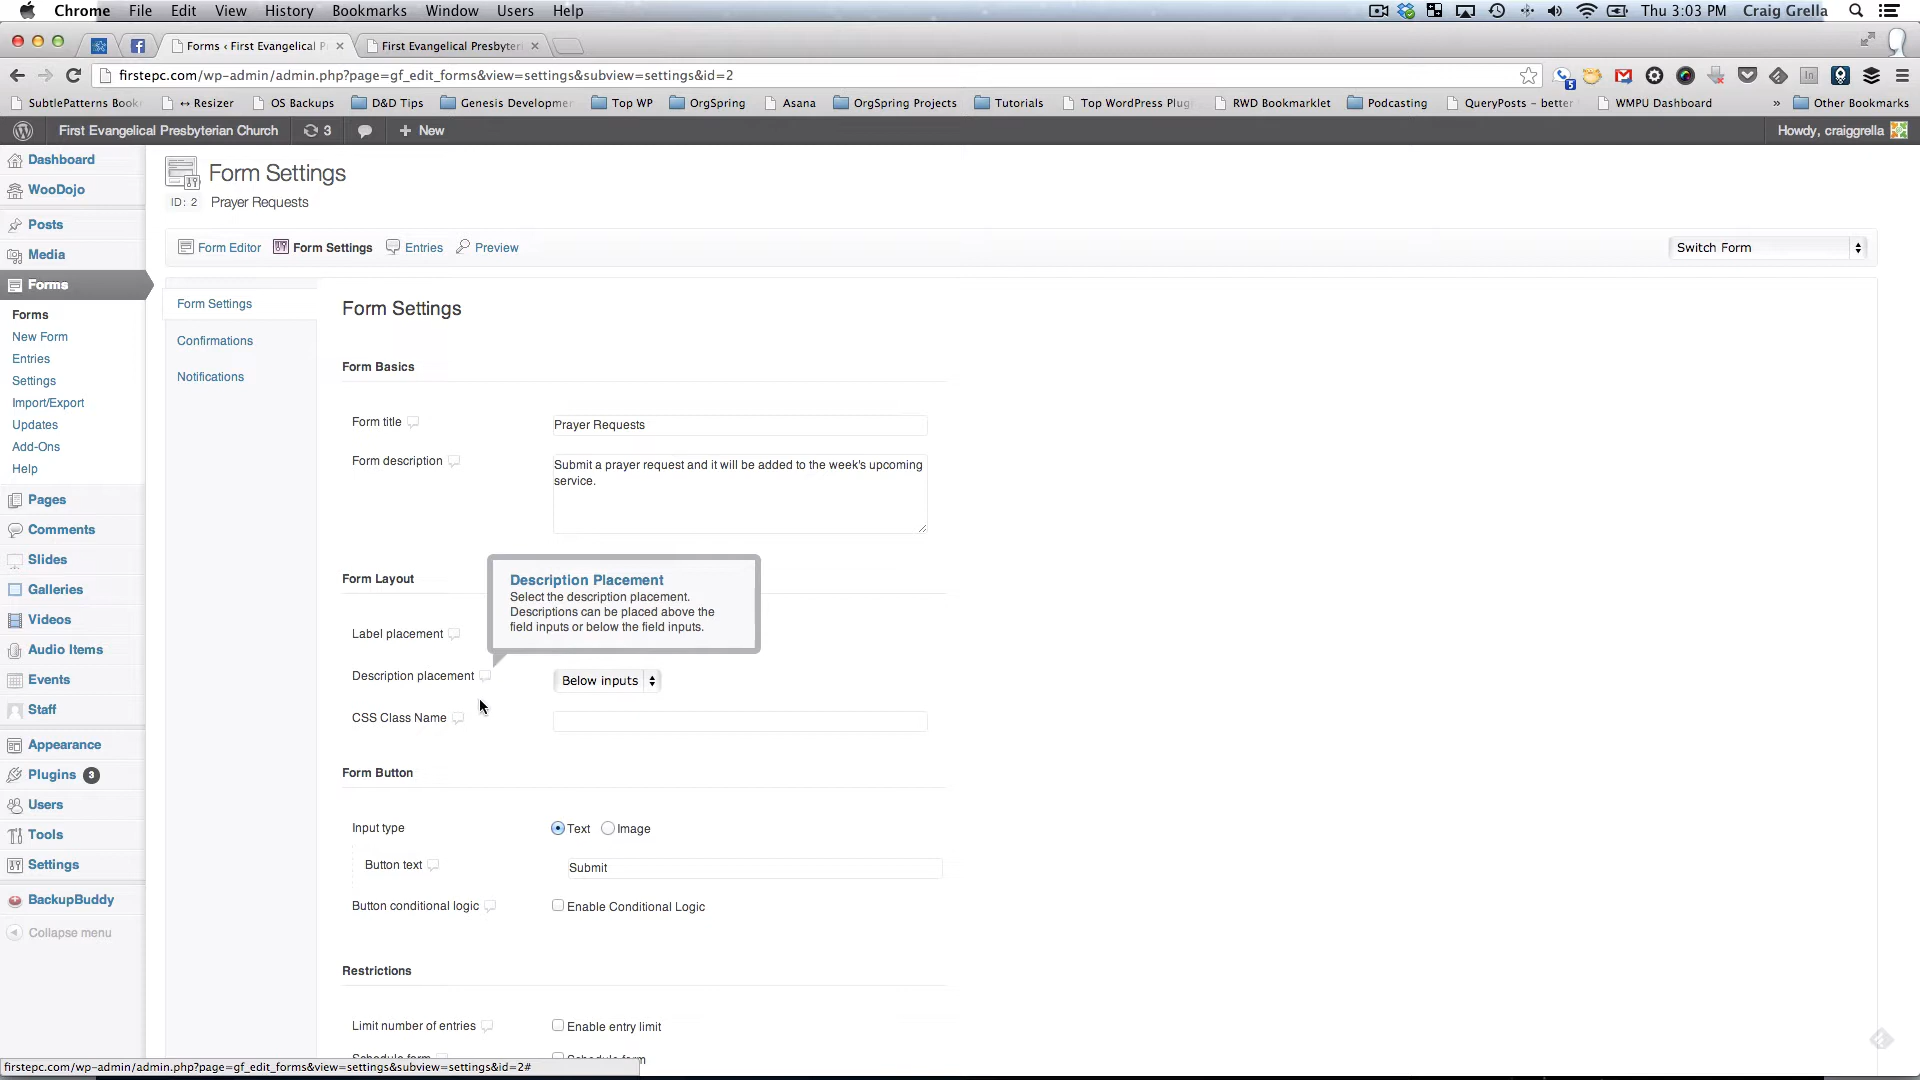 Chrome File Edit View History Bookmarks Window Users Help Thu 3:03 PM Craig Grella
Forms ‹ First Evangelical P
First Evangelical Presbyter
firstepc.com/wp-admin/admin.php?page=gf_edit_forms&view=settings&subview=settings&id=2
5
SubtlePatterns Book
↔ Resizer
OS Backups
D&D Tips
Genesis Developme
Top WP
OrgSpring
Asana
OrgSpring Projects
Tutorials
Top WordPress Plug
RWD Bookmarklet
Podcasting
QueryPosts – better
WMPU Dashboard
»
Other Bookmarks
First Evangelical Presbyterian Church
3
+ New
Howdy, craiggrella
Dashboard
WooDojo
Posts
Media
Forms
Forms
New Form
Entries
Settings
Import/Export
Updates
Add-Ons
Help
Pages
Comments
Slides
Galleries
Videos
Audio Items
Events
Staff
Appearance
Plugins 3
Users
Tools
Settings
BackupBuddy
Collapse menu
Form Settings
ID: 2 Prayer Requests
Form Editor
Form Settings
Entries
Preview
Switch Form
Form Settings
Confirmations
Notifications
Form Settings
Form Basics
Form title
Prayer Requests
Form description
Submit a prayer request and it will be added to the week's upcoming
service.
Form Layout
Description Placement
Select the description placement.
Descriptions can be placed above the
field inputs or below the field inputs.
Label placement
Description placement
Below inputs
CSS Class Name
Form Button
Input type
Text
Image
Button text
Submit
Button conditional logic
Enable Conditional Logic
Restrictions
Limit number of entries
Enable entry limit
Schedule form
Schedule form
firstepc.com/wp-admin/admin.php?page=gf_edit_forms&view=settings&subview=settings&id=2#